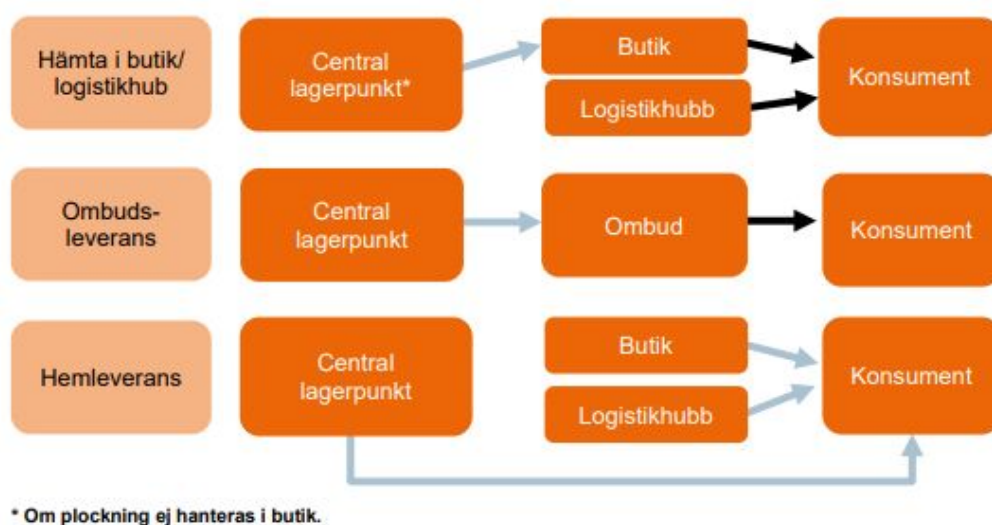 Hämta i butik/
logistikhub
Central
lagerpunkt*
Butik
Logistikhubb
Konsument
Ombuds-
leverans
Central
lagerpunkt
Ombud
Konsument
Hemleverans
Central
lagerpunkt
Butik
Logistikhubb
Konsument
* Om plockning ej hanteras i butik.